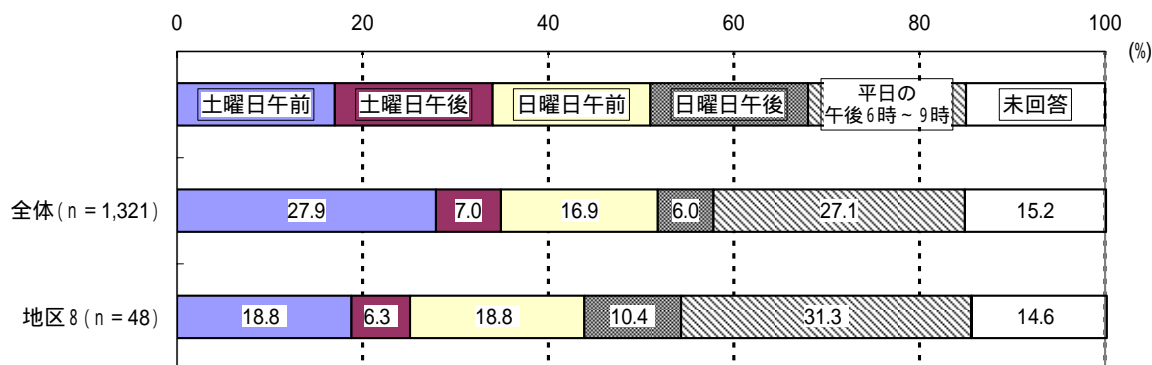 0 20 40 60 80 100
(%)
土曜日午前 土曜日午後 日曜日午前 日曜日午後 平日の 未回答
午後6時~9時
全体(n=1,321) 27.9 7.0 16.9 6.0 27.1 15.2
地区8(n=48) 18.8 6.3 18.8 10.4 31.3 14.6